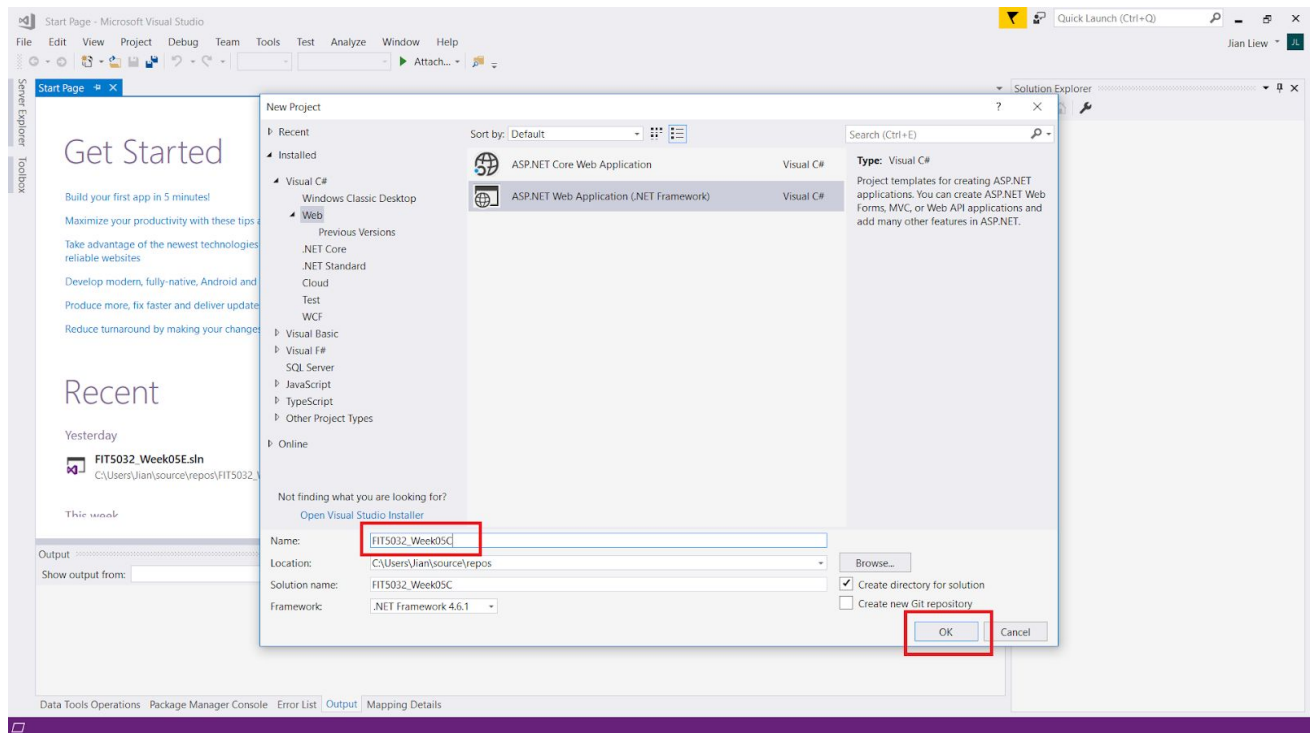 Start Page - Microsoft Visual Studio
Quick Launch (Ctrl+Q)
File Edit View Project Debug Team Tools Test Analyze Window Help
Jian Liew JL
Attach...
Server Explorer
Toolbox
Start Page
Solution Explorer
Get Started
Build your first app in 5 minutes!
Maximize your productivity with these tips a
Take advantage of the newest technologies
reliable websites
Develop modern, fully-native, Android and
Produce more, fix faster and deliver update
Reduce turnaround by making your changes
Recent
Yesterday
FIT5032_Week05E.sln
C:\Users\Jian\source\repos\FIT5032_
This week
New Project
?
Recent
Installed
Visual C#
Windows Classic Desktop
Web
Previous Versions
.NET Core
.NET Standard
Cloud
Test
WCF
Visual Basic
Visual F#
SQL Server
JavaScript
TypeScript
Other Project Types
Online
Not finding what you are looking for?
Open Visual Studio Installer
Sort by: Default
ASP.NET Core Web Application Visual C#
ASP.NET Web Application (.NET Framework) Visual C#
Search (Ctrl+E)
Type: Visual C#
Project templates for creating ASP.NET
applications. You can create ASP.NET Web
Forms, MVC, or Web API applications and
add many other features in ASP.NET.
Name: FIT5032_Week05C
Location: C:\Users\Jian\source\repos
Browse...
Solution name: FIT5032_Week05C
Create directory for solution
Framework: .NET Framework 4.6.1
Create new Git repository
OK Cancel
Output
Show output from:
Data Tools Operations Package Manager Console Error List Output Mapping Details